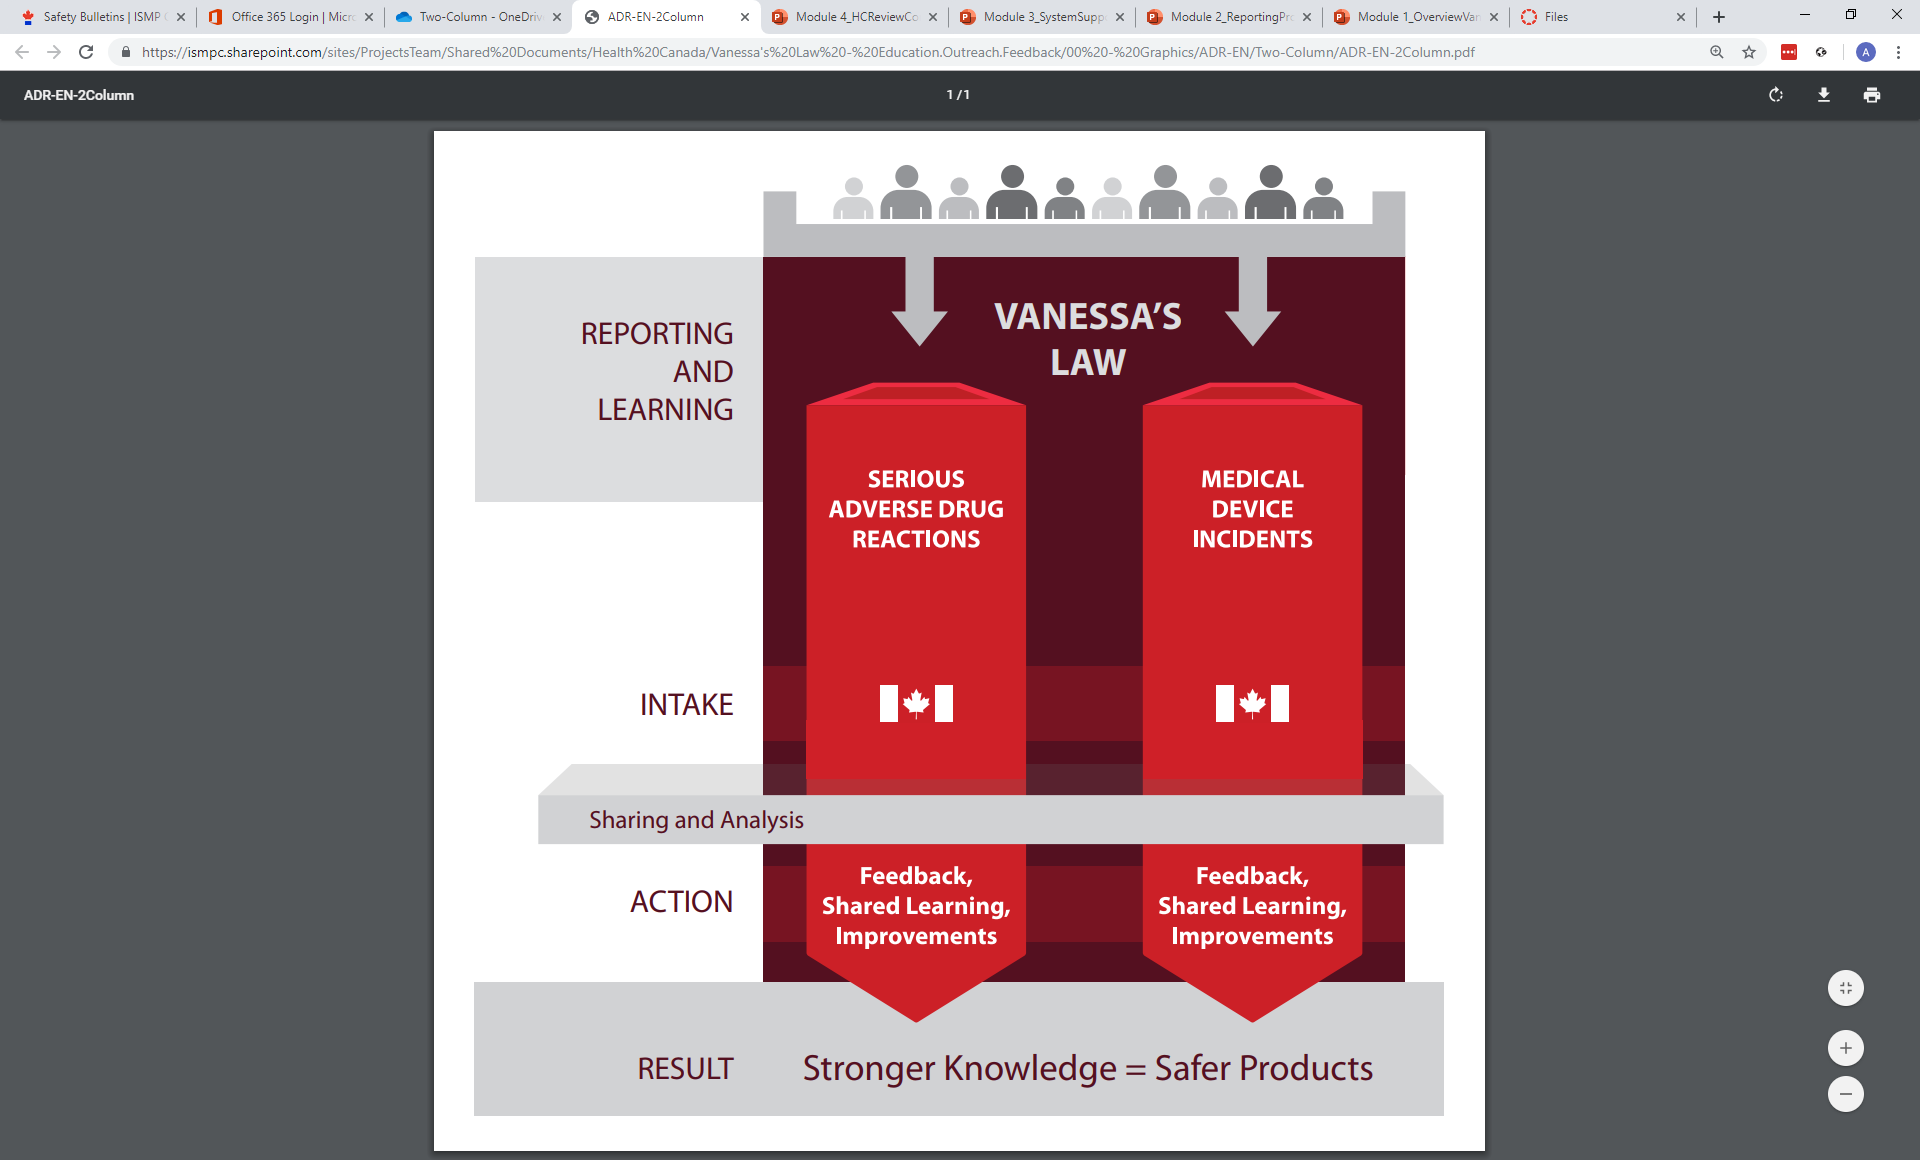 Safety Bulletins | ISMP C
Office 365 Login | Micr
Two-Column - OneDriv
ADR-EN-2Column
Module 4_HCReviewCo
Module 3_SystemSupp
Module 2_ReportingPr
Module 1_OverviewVan
Files
https://ismpc.sharepoint.com/sites/ProjectsTeam/Shared%20Documents/Health%20Canada/Vanessa's%20Law%20-%20Education.Outreach.Feedback/00%20-%20Graphics/ADR-EN/Two-Column/ADR-EN-2Column.pdf
A
ADR-EN-2Column
1 / 1
REPORTING
AND
LEARNING
VANESSA'S
LAW
SERIOUS
ADVERSE DRUG
REACTIONS
MEDICAL
DEVICE
INCIDENTS
INTAKE
Sharing and Analysis
ACTION
Feedback,
Shared Learning,
Improvements
Feedback,
Shared Learning,
Improvements
RESULT
Stronger Knowledge = Safer Products